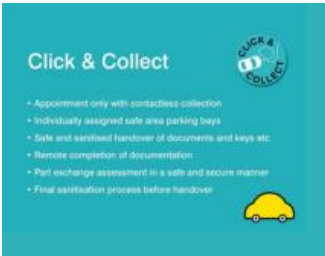 CLICK &
COLLECT
Click & Collect
• Appointment only with contactless collection
• Individually assigned safe area parking bays
• Safe and sanitised handover of documents and keys etc
• Remote completion of documentation
• Part exchange assessment in a safe and secure manner
• Final sanitisation process before handover